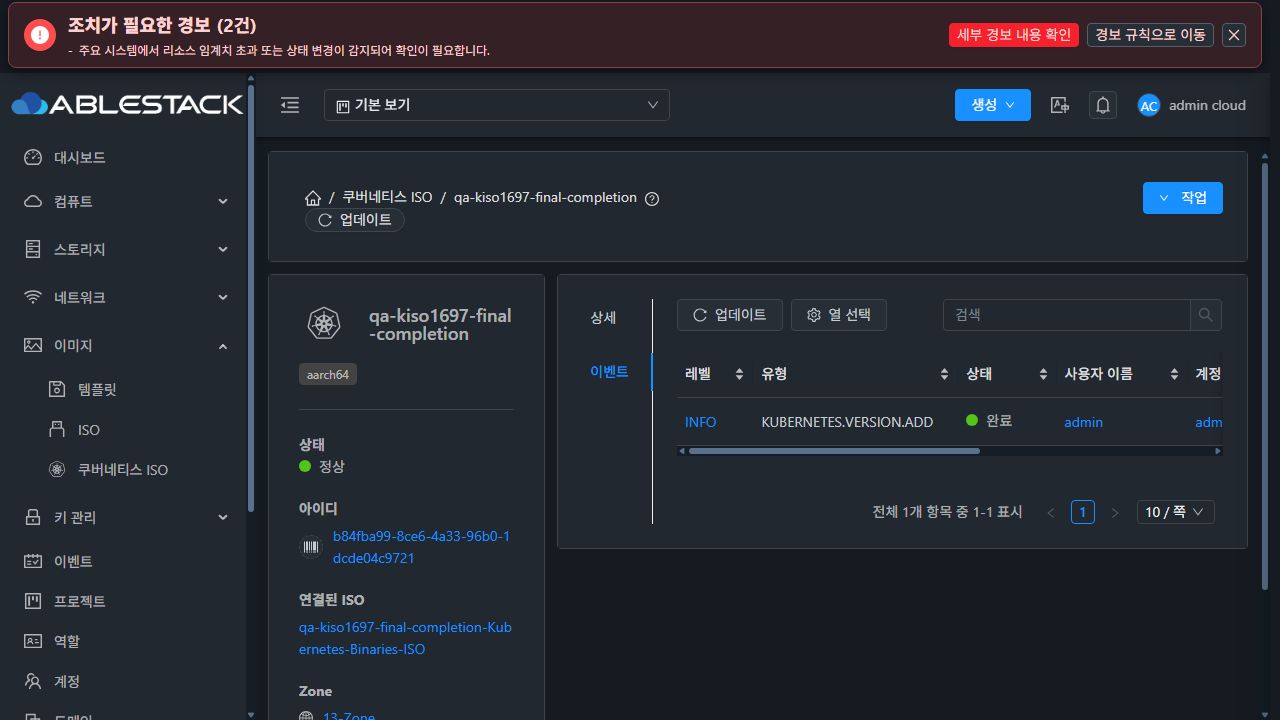 조치가 필요한 경보 (2건)
- 주요 시스템에서 리소스 임계치 초과 또는 상태 변경이 감지되어 확인이 필요합니다.
세부 경보 내용 확인
경보 규칙으로 이동
ABLESTACK
기본 보기
생성
AC
admin cloud
대시보드
컴퓨트
스토리지
네트워크
이미지
템플릿
ISO
쿠버네티스 ISO
키 관리
이벤트
프로젝트
역할
계정
/ 쿠버네티스 ISO / qa-kiso1697-final-completion
업데이트
작업
qa-kiso1697-final
-completion
aarch64
상태
정상
아이디
b84fba99-8ce6-4a33-96b0-1
dcde04c9721
연결된 ISO
qa-kiso1697-final-completion-Kub
ernetes-Binaries-ISO
Zone
13-Zone
상세
이벤트
업데이트
열 선택
검색
레벨 유형 상태 사용자 이름 계정
INFO KUBERNETES.VERSION.ADD 완료 admin adm
전체 1개 항목 중 1-1 표시 < 1 > 10 / 쪽